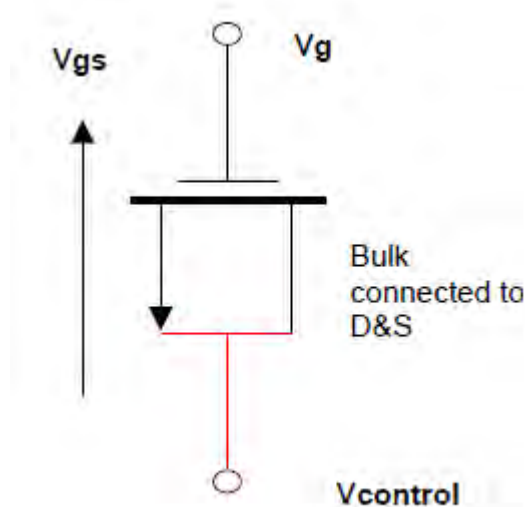 Vg
Vgs
Bulk
connected to
D&S
Vcontrol